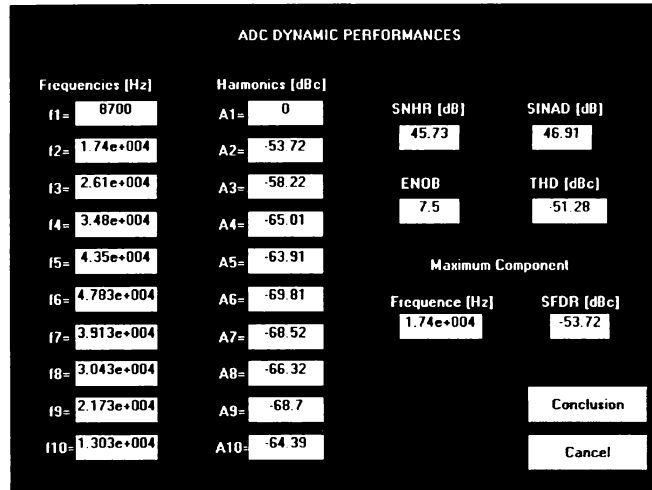 ADC DYNAMIC PERFORMANCES
Frequencies [Hz]
f1= 8700
f2= 1.74e+004
f3= 2.61e+004
f4= 3.48e+004
f5= 4.35e+004
f6= 4.783e+004
f7= 3.913e+004
f8= 3.043e+004
f9= 2.173e+004
f10= 1.303e+004
Harmonics [dBc]
A1= 0
A2= -53.72
A3= -58.22
A4= -65.01
A5= -63.91
A6= -69.81
A7= -68.52
A8= -66.32
A9= -68.7
A10= -64.39
SNHR [dB] SINAD [dB]
45.73 46.91
ENOB THD [dBc]
7.5 -51.28
Maximum Component
Frequence [Hz] SFDR [dBc]
1.74e+004 -53.72
Conclusion
Cancel